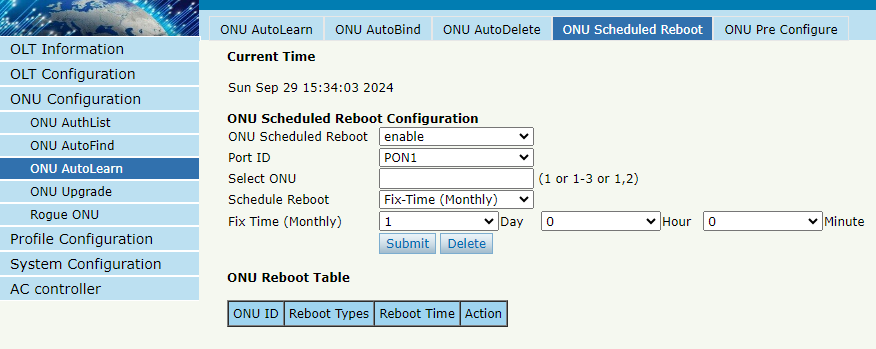 ONU AutoLearn ONU AutoBind ONU AutoDelete ONU Scheduled Reboot ONU Pre Configure
OLT Information
OLT Configuration
ONU Configuration
ONU AuthList
ONU AutoFind
ONU AutoLearn
ONU Upgrade
Rogue ONU
Profile Configuration
System Configuration
AC controller
Current Time
Sun Sep 29 15:34:03 2024
ONU Scheduled Reboot Configuration
ONU Scheduled Reboot enable
Port ID PON1
Select ONU (1 or 1-3 or 1,2)
Schedule Reboot Fix-Time (Monthly)
Fix Time (Monthly) 1 Day 0 Hour 0 Minute
Submit Delete
ONU Reboot Table
ONU ID Reboot Types Reboot Time Action